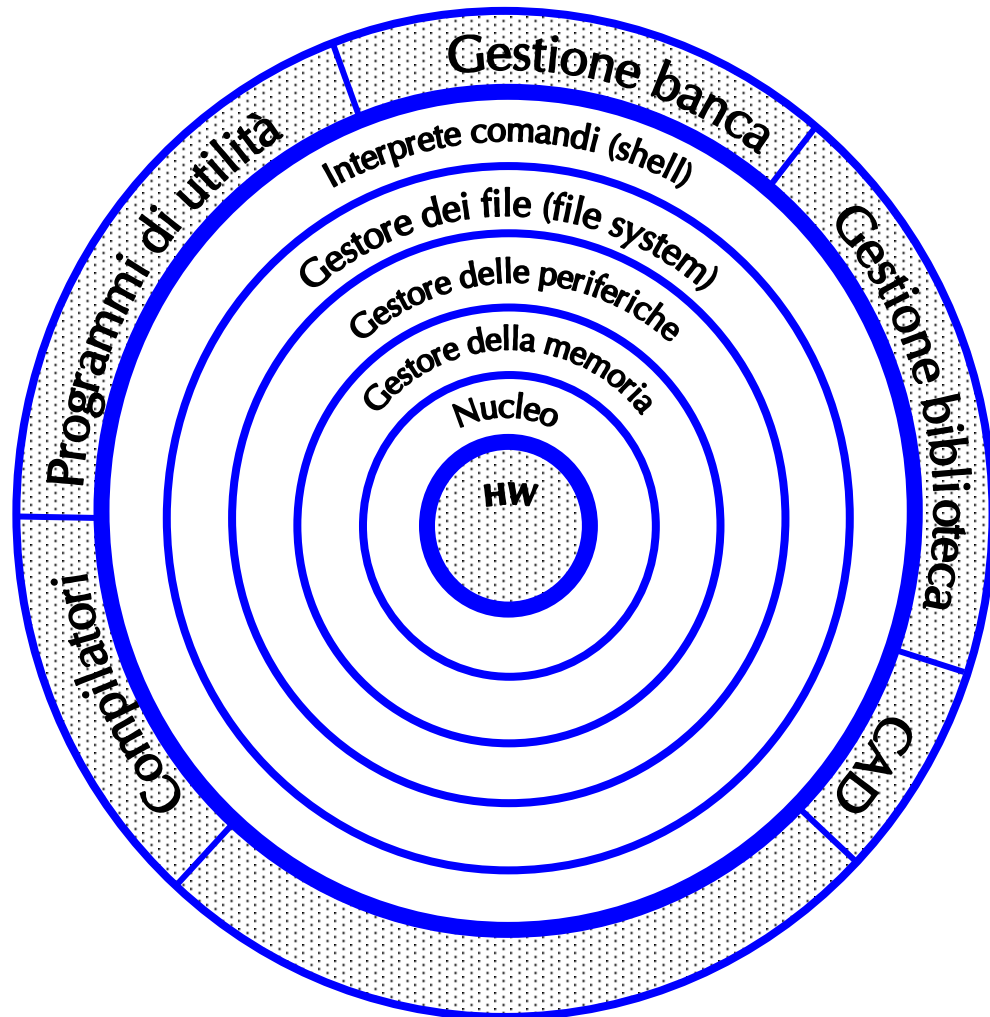 Gestione banca
Programmi di utilità
Interprete comandi (shell)
Gestore dei file (file system)
Gestione biblioteca
Gestore delle periferiche
Gestore della memoria
Nucleo
HW
Compiliatori
CAD